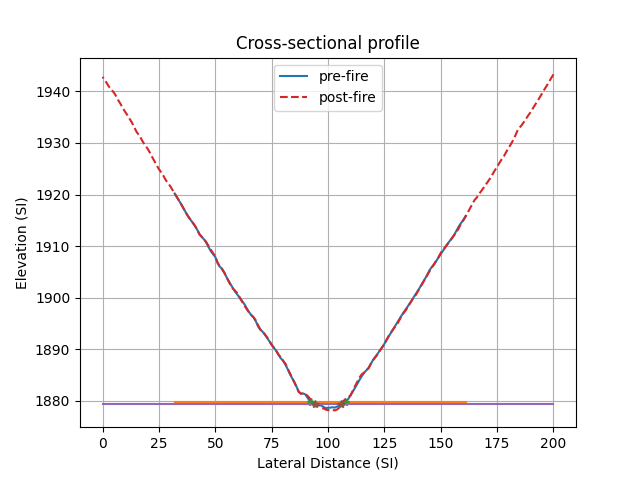 Cross-sectional profile
pre-fire
post-fire
1940
1930
1920
1910
1900
1890
1880
Elevation (SI)
0 25 50 75 100 125 150 175 200
Lateral Distance (SI)